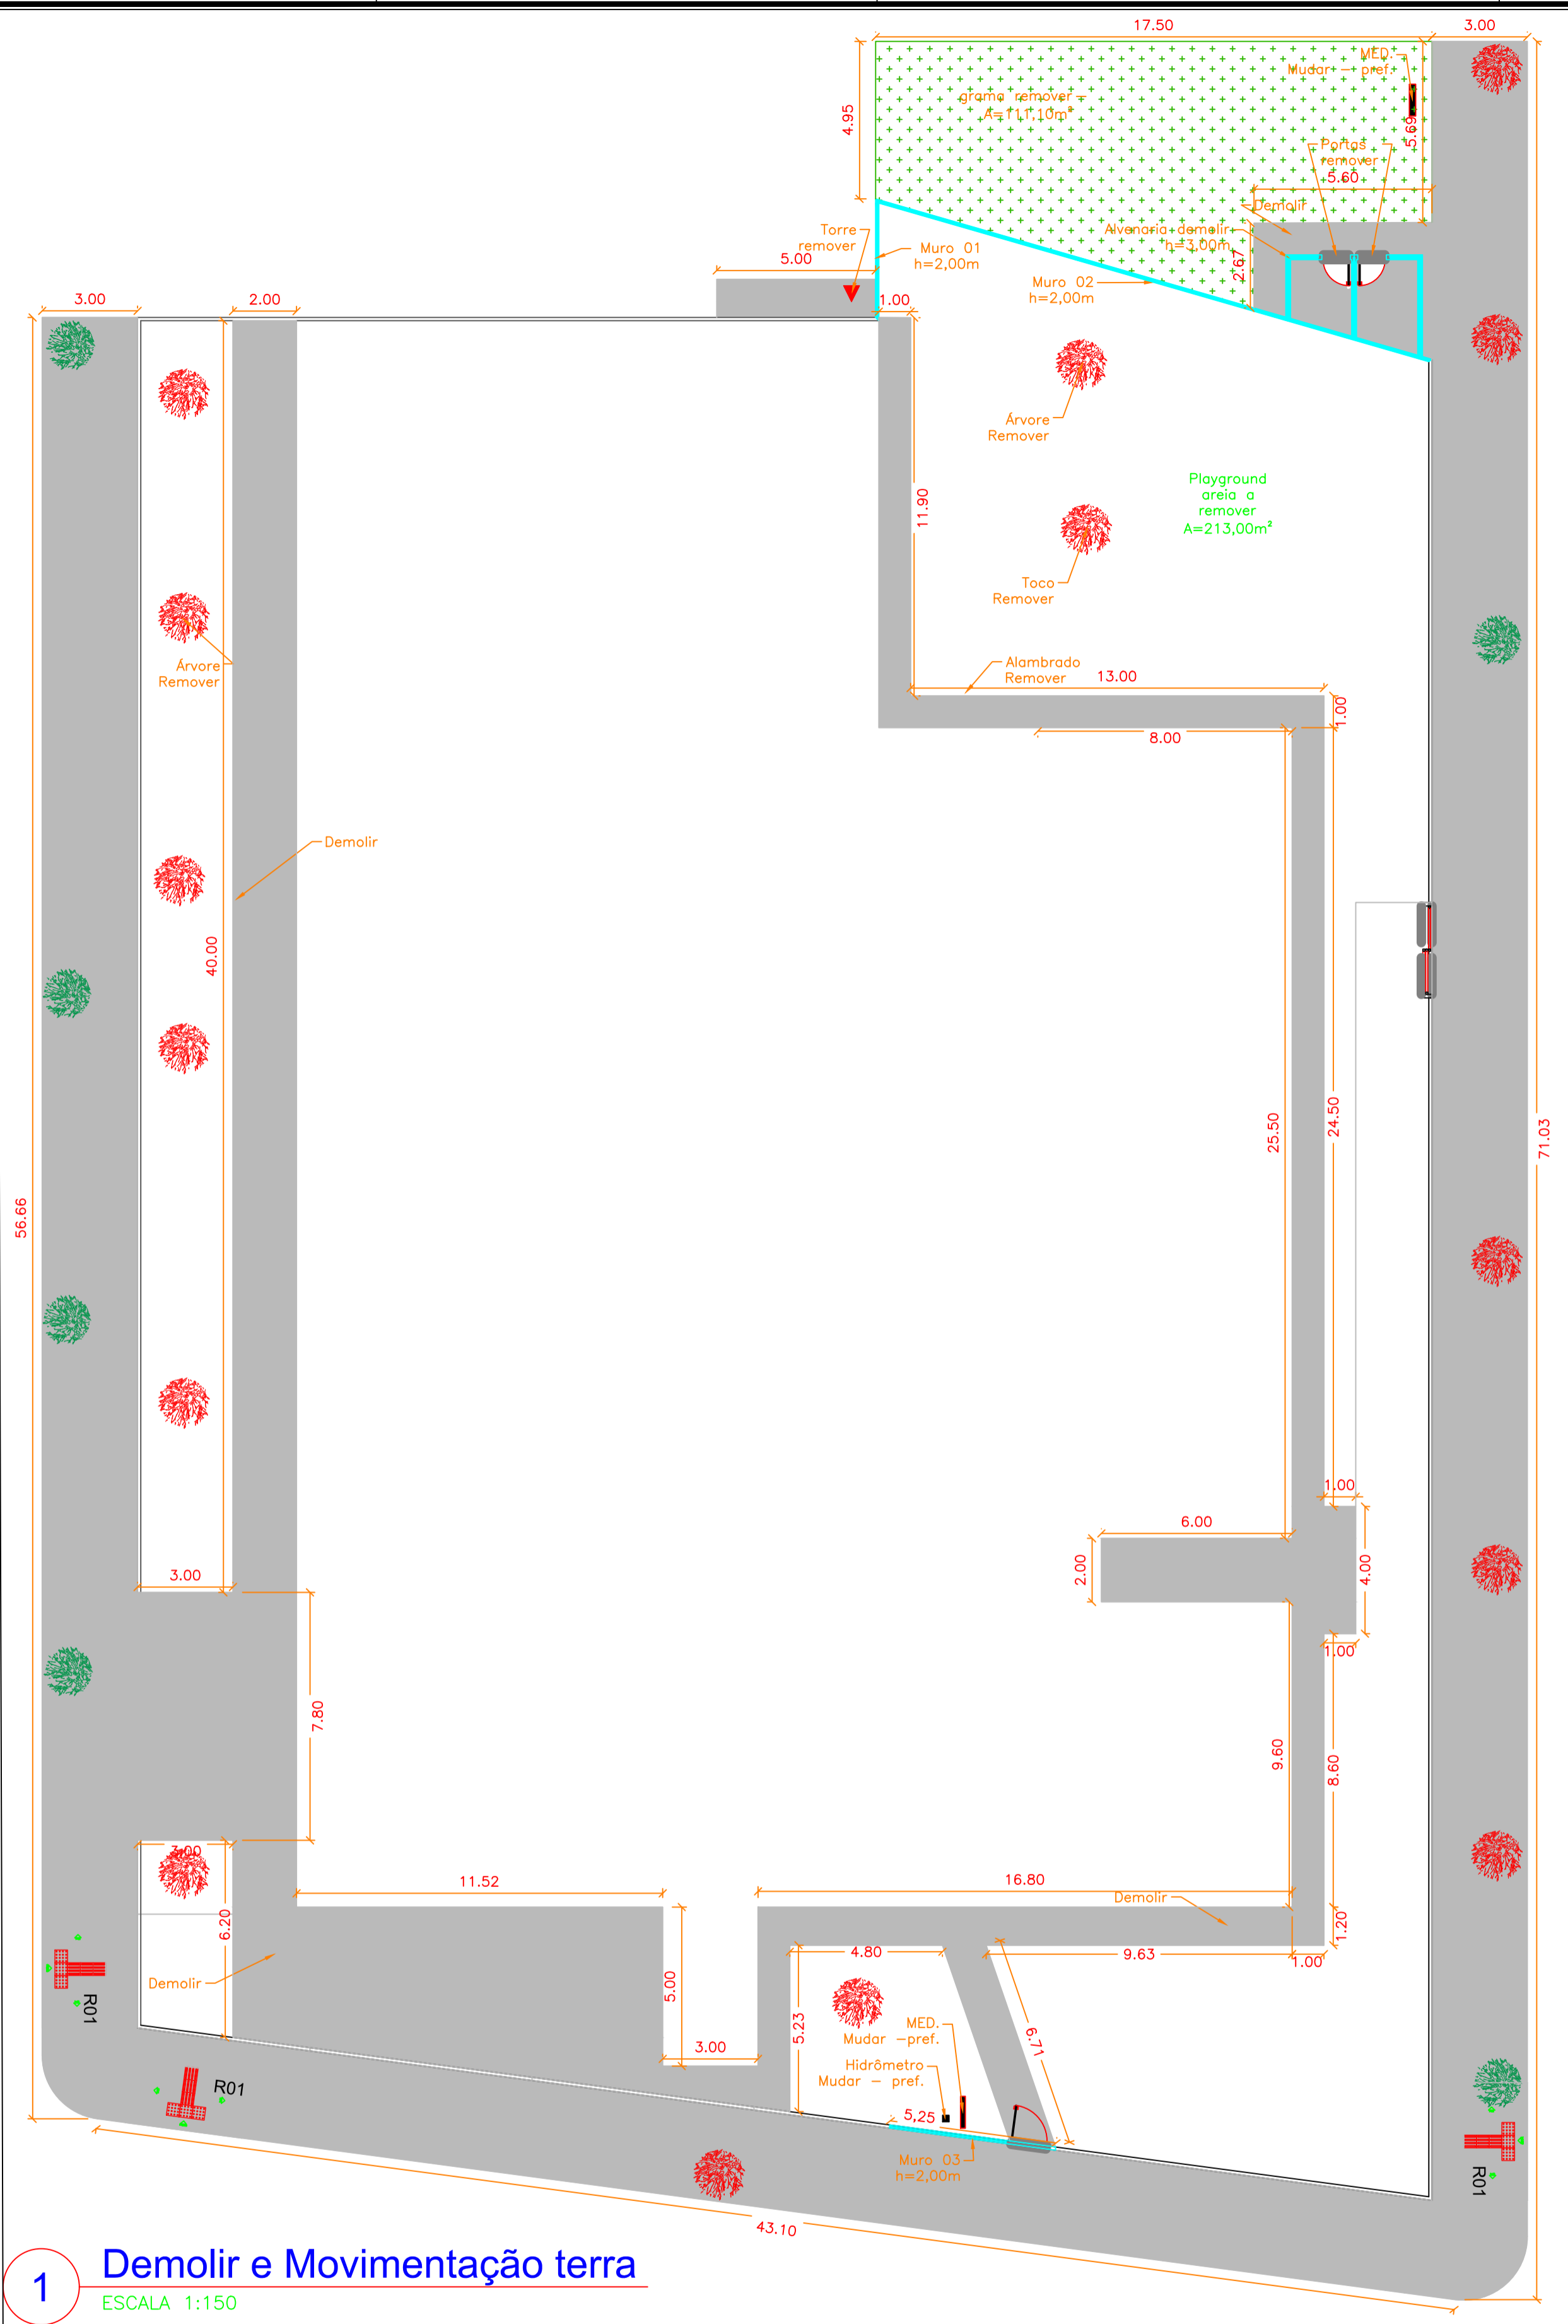 17.50
3.00
MED.
Mudar – pref.
grama remover
A=111,10m²
4.95
5.69
Portas
remover
5.60
Demolir
Torre
remover
Muro 01
h=2,00m
Alvenaria demolir
h=3,00m
2.67
5.00
Muro 02
h=2,00m
3.00
2.00
1.00
Árvore
Remover
Playground
areia a
remover
A=213,00m²
11.90
Toco
Remover
Árvore
Remover
Alambrado
Remover
13.00
1.00
8.00
Demolir
40.00
25.50
24.50
71.03
56.66
1.00
6.00
2.00
4.00
3.00
1.00
7.80
9.60
8.60
3.00
11.52
16.80
Demolir
6.20
1.20
4.80
9.63
1.00
Demolir
5.00
5.23
6.71
R01
MED.
Mudar –pref.
3.00
Hidrômetro
Mudar – pref.
R01
5,25
Muro 03
h=2,00m
R01
43.10
1
Demolir e Movimentação terra
ESCALA 1:150